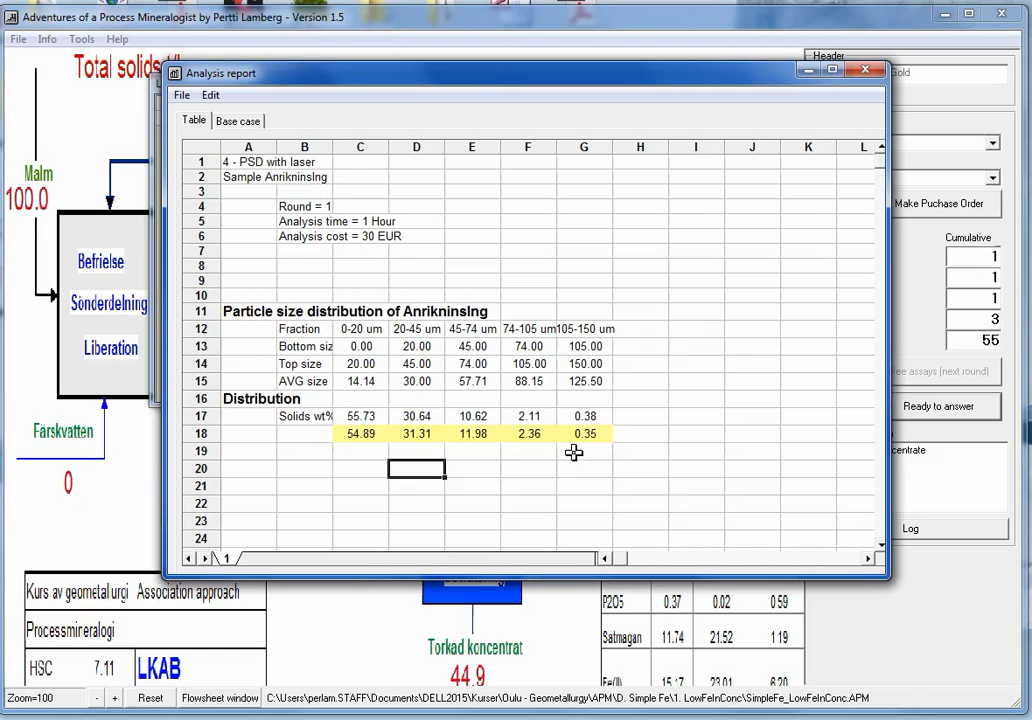 Adventures of a Process Mineralogist by Pertti Lamberg - Version 1.5
File Info Tools Help
Total solids
Malm
100.0
Befrielse
Sönderdelning
Liberation
Färskvatten
0
Header
Gold
Make Puchase Order
Cumulative
1
1
1
3
55
assays (next round)
Ready to answer
Log
Analysis report
File Edit
Table Base case
A B C D E F G H I J K L
1 4 - PSD with laser
2 Sample Anrikninslng
3
4 Round = 1
5 Analysis time = 1 Hour
6 Analysis cost = 30 EUR
7
8
9
10
11 Particle size distribution of Anrikninslng
12 Fraction 0-20 um 20-45 um 45-74 um 74-105 um 105-150 um
13 Bottom siz 0.00 20.00 45.00 74.00 105.00
14 Top size 20.00 45.00 74.00 105.00 150.00
15 AVG size 14.14 30.00 57.71 88.15 125.50
16 Distribution
17 Solids wt% 55.73 30.64 10.62 2.11 0.38
18 54.89 31.31 11.98 2.36 0.35
19
20
21
22
23
24
1
Kurs av geometallurgi Association approach
Processmineralogi
HSC 7.11 LKAB
Torkad koncentrat
44.9
P2O5 0.37 0.02 0.59
Satmagan 11.74 21.52 1.19
Fe(II) 23.01 6.20
Zoom=100 - + Reset Flowsheet window C:\Users\perlam.STAFF\Documents\DELL2015\Kurser\Oulu - Geometallurgy\APM\D. Simple Fe\1. LowFeInConc\SimpleFe_LowFeInConc.APM